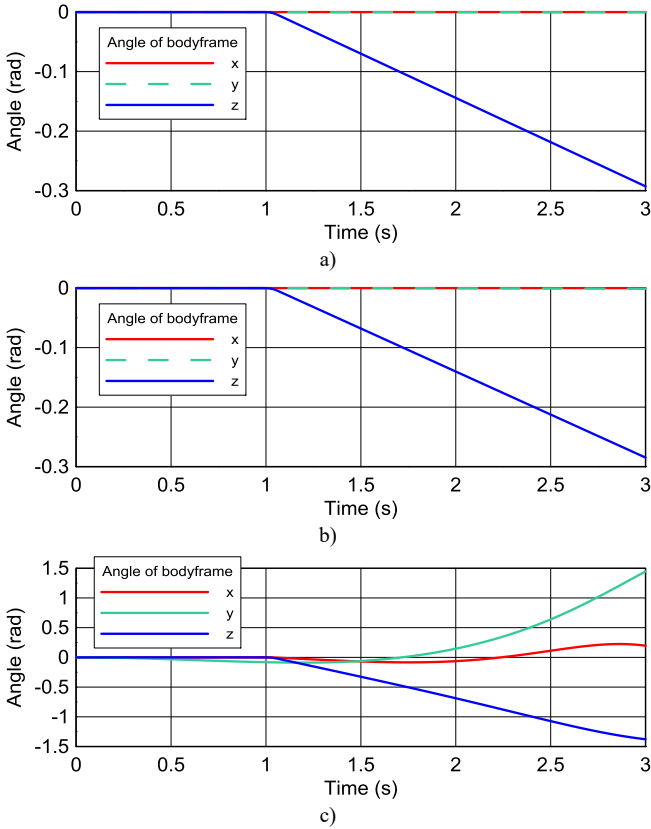 0
-0.1
-0.2
-0.3
Angle (rad)
Angle of bodyframe
x
y
z
0 0.5 1 1.5 2 2.5 3
Time (s)
a)
0
-0.1
-0.2
-0.3
Angle (rad)
Angle of bodyframe
x
y
z
0 0.5 1 1.5 2 2.5 3
Time (s)
b)
1.5
1
0.5
0
-0.5
-1
-1.5
Angle (rad)
Angle of bodyframe
x
y
z
0 0.5 1 1.5 2 2.5 3
Time (s)
c)